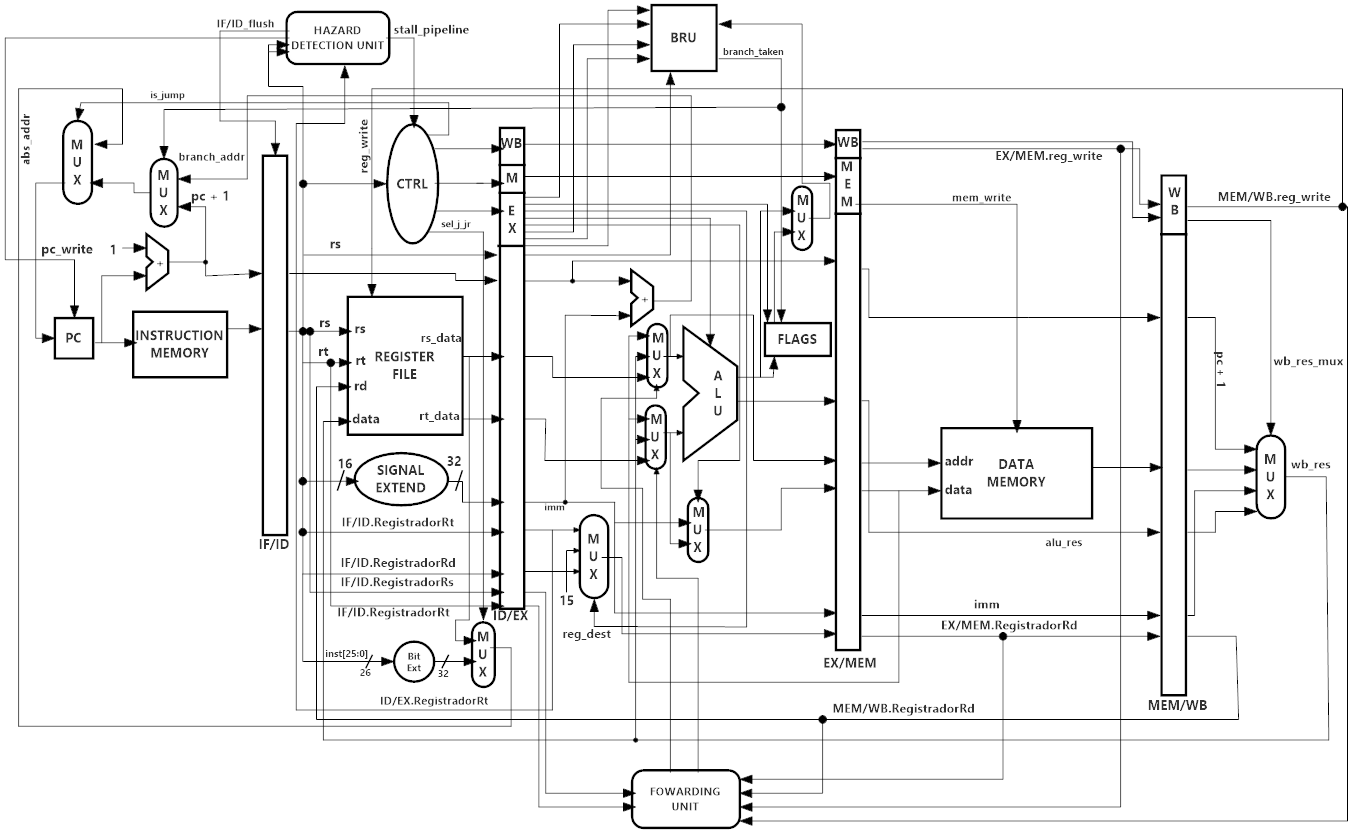 IF/ID_flush
HAZARD
DETECTION UNIT
stall_pipeline
BRU
branch_taken
is_jump
abs_addr
MUX
branch_addr
MUX
pc + 1
reg_write
CTRL
sel_j_jr
WB
M
EX
WB
MEM
EX/MEM.reg_write
mem_write
MUX
WB
MEM/WB.reg_write
pc_write
1
+
rs
PC
INSTRUCTION
MEMORY
rs
rs
rt
rt
rd
data
REGISTER
FILE
rs_data
rt_data
+
MUX
MUX
ALU
FLAGS
pc + 1
wb_res_mux
16
SIGNAL
EXTEND
32
imm
MUX
addr
data
DATA
MEMORY
MUX
wb_res
IF/ID
IF/ID.RegistradorRt
IF/ID.RegistradorRd
IF/ID.RegistradorRs
IF/ID.RegistradorRt
ID/EX
MUX
15
reg_dest
alu_res
imm
EX/MEM.RegistradorRd
EX/MEM
inst[25:0]
26
Bit
Ext
32
MUX
ID/EX.RegistradorRt
MEM/WB.RegistradorRd
MEM/WB
FOWARDING
UNIT